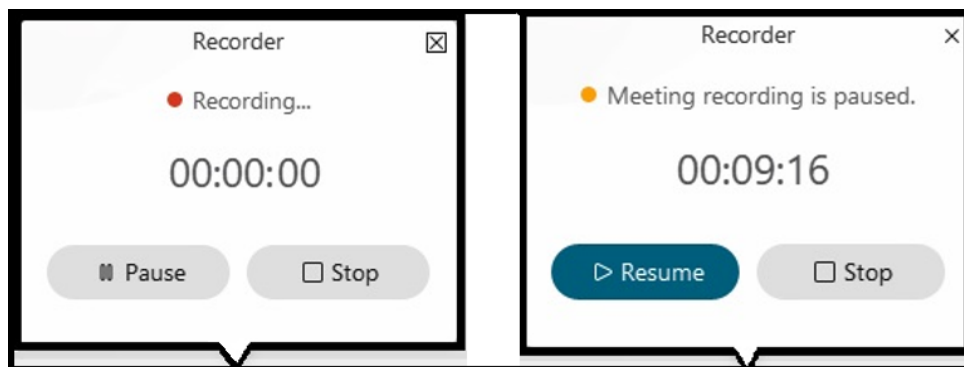 Recorder
Recording...
00:00:00
Pause
Stop
Recorder
Meeting recording is paused.
00:09:16
Resume
Stop